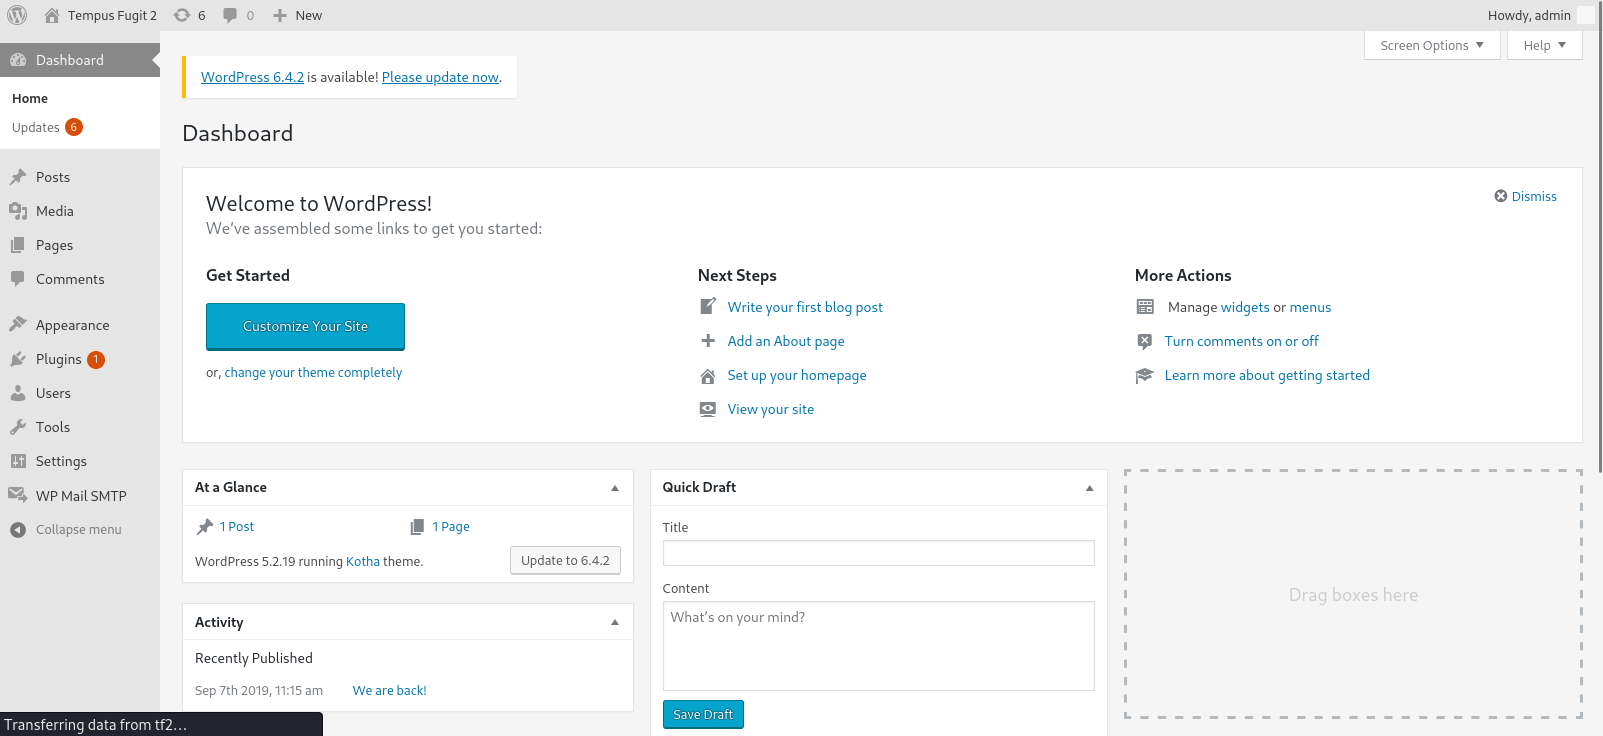 Tempus Fugit 2 6 0 New Howdy, admin
Screen Options Help
Dashboard
Home
Updates 6
Posts
Media
Pages
Comments
Appearance
Plugins 1
Users
Tools
Settings
WP Mail SMTP
Collapse menu
WordPress 6.4.2 is available! Please update now.
Dashboard
Welcome to WordPress!
We've assembled some links to get you started:
Dismiss
Get Started
Customize Your Site
or, change your theme completely
Next Steps
Write your first blog post
Add an About page
Set up your homepage
View your site
More Actions
Manage widgets or menus
Turn comments on or off
Learn more about getting started
At a Glance
1 Post 1 Page
WordPress 5.2.19 running Kotha theme. Update to 6.4.2
Activity
Recently Published
Sep 7th 2019, 11:15 am We are back!
Quick Draft
Title
Content
What's on your mind?
Save Draft
Drag boxes here
Transferring data from tf2...